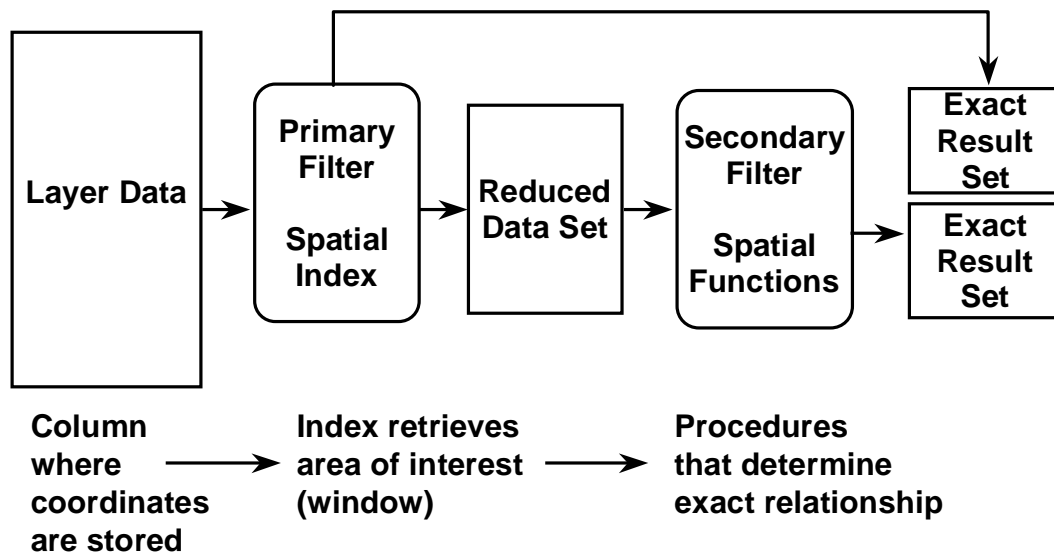 Layer Data
Primary
Filter
Spatial
Index
Reduced
Data Set
Secondary
Filter
Spatial
Functions
Exact
Result
Set
Exact
Result
Set
Column
where
coordinates
are stored
Index retrieves
area of interest
(window)
Procedures
that determine
exact relationship